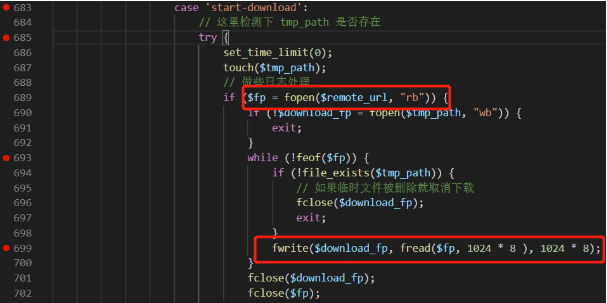 683 case 'start-download':
684 // 这里检测下 tmp_path 是否存在
685 try {
686 set_time_limit(0);
687 touch($tmp_path);
688 // 做些日志处理
689 if ($fp = fopen($remote_url, "rb")) {
690 if (!$download_fp = fopen($tmp_path, "wb")) {
691 exit;
692 }
693 while (!feof($fp)) {
694 if (!file_exists($tmp_path)) {
695 // 如果临时文件被删除就取消下载
696 fclose($download_fp);
697 exit;
698 }
699 fwrite($download_fp, fread($fp, 1024 * 8 ), 1024 * 8);
700 }
701 fclose($download_fp);
702 fclose($fp);